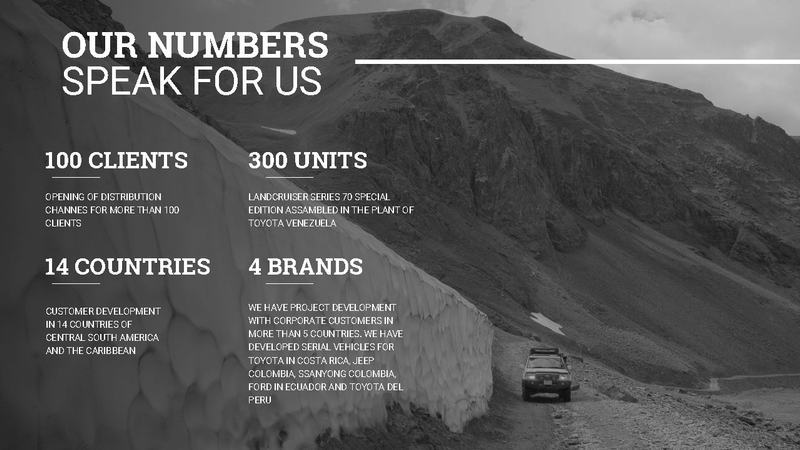 OUR NUMBERS
SPEAK FOR US
100 CLIENTS
OPENING OF DISTRIBUTION
CHANNES FOR MORE THAN 100
CLIENTS
300 UNITS
LANDCRUISER SERIES 70 SPECIAL
EDITION ASSAMBLED IN THE PLANT OF
TOYOTA VENEZUELA
14 COUNTRIES
CUSTOMER DEVELOPMENT
IN 14 COUNTRIES OF
CENTRAL SOUTH AMERICA
AND THE CARIBBEAN
4 BRANDS
WE HAVE PROJECT DEVELOPMENT
WITH CORPORATE CUSTOMERS IN
MORE THAN 5 COUNTRIES. WE HAVE
DEVELOPED SERIAL VEHICLES FOR
TOYOTA IN COSTA RICA, JEEP
COLOMBIA, SSANYONG COLOMBIA,
FORD IN ECUADOR AND TOYOTA DEL
PERU